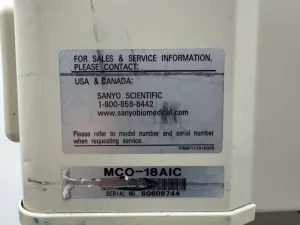 FOR SALES & SERVICE INFORMATION,
PLEASE CONTACT:
USA & CANADA:
SANYO SCIENTIFIC
1-800-858-8442
www.sanyobiomedical.com
Please refer to model number and serial number
when requesting service.
MCO-18AIC
SERIAL NO. 60609744